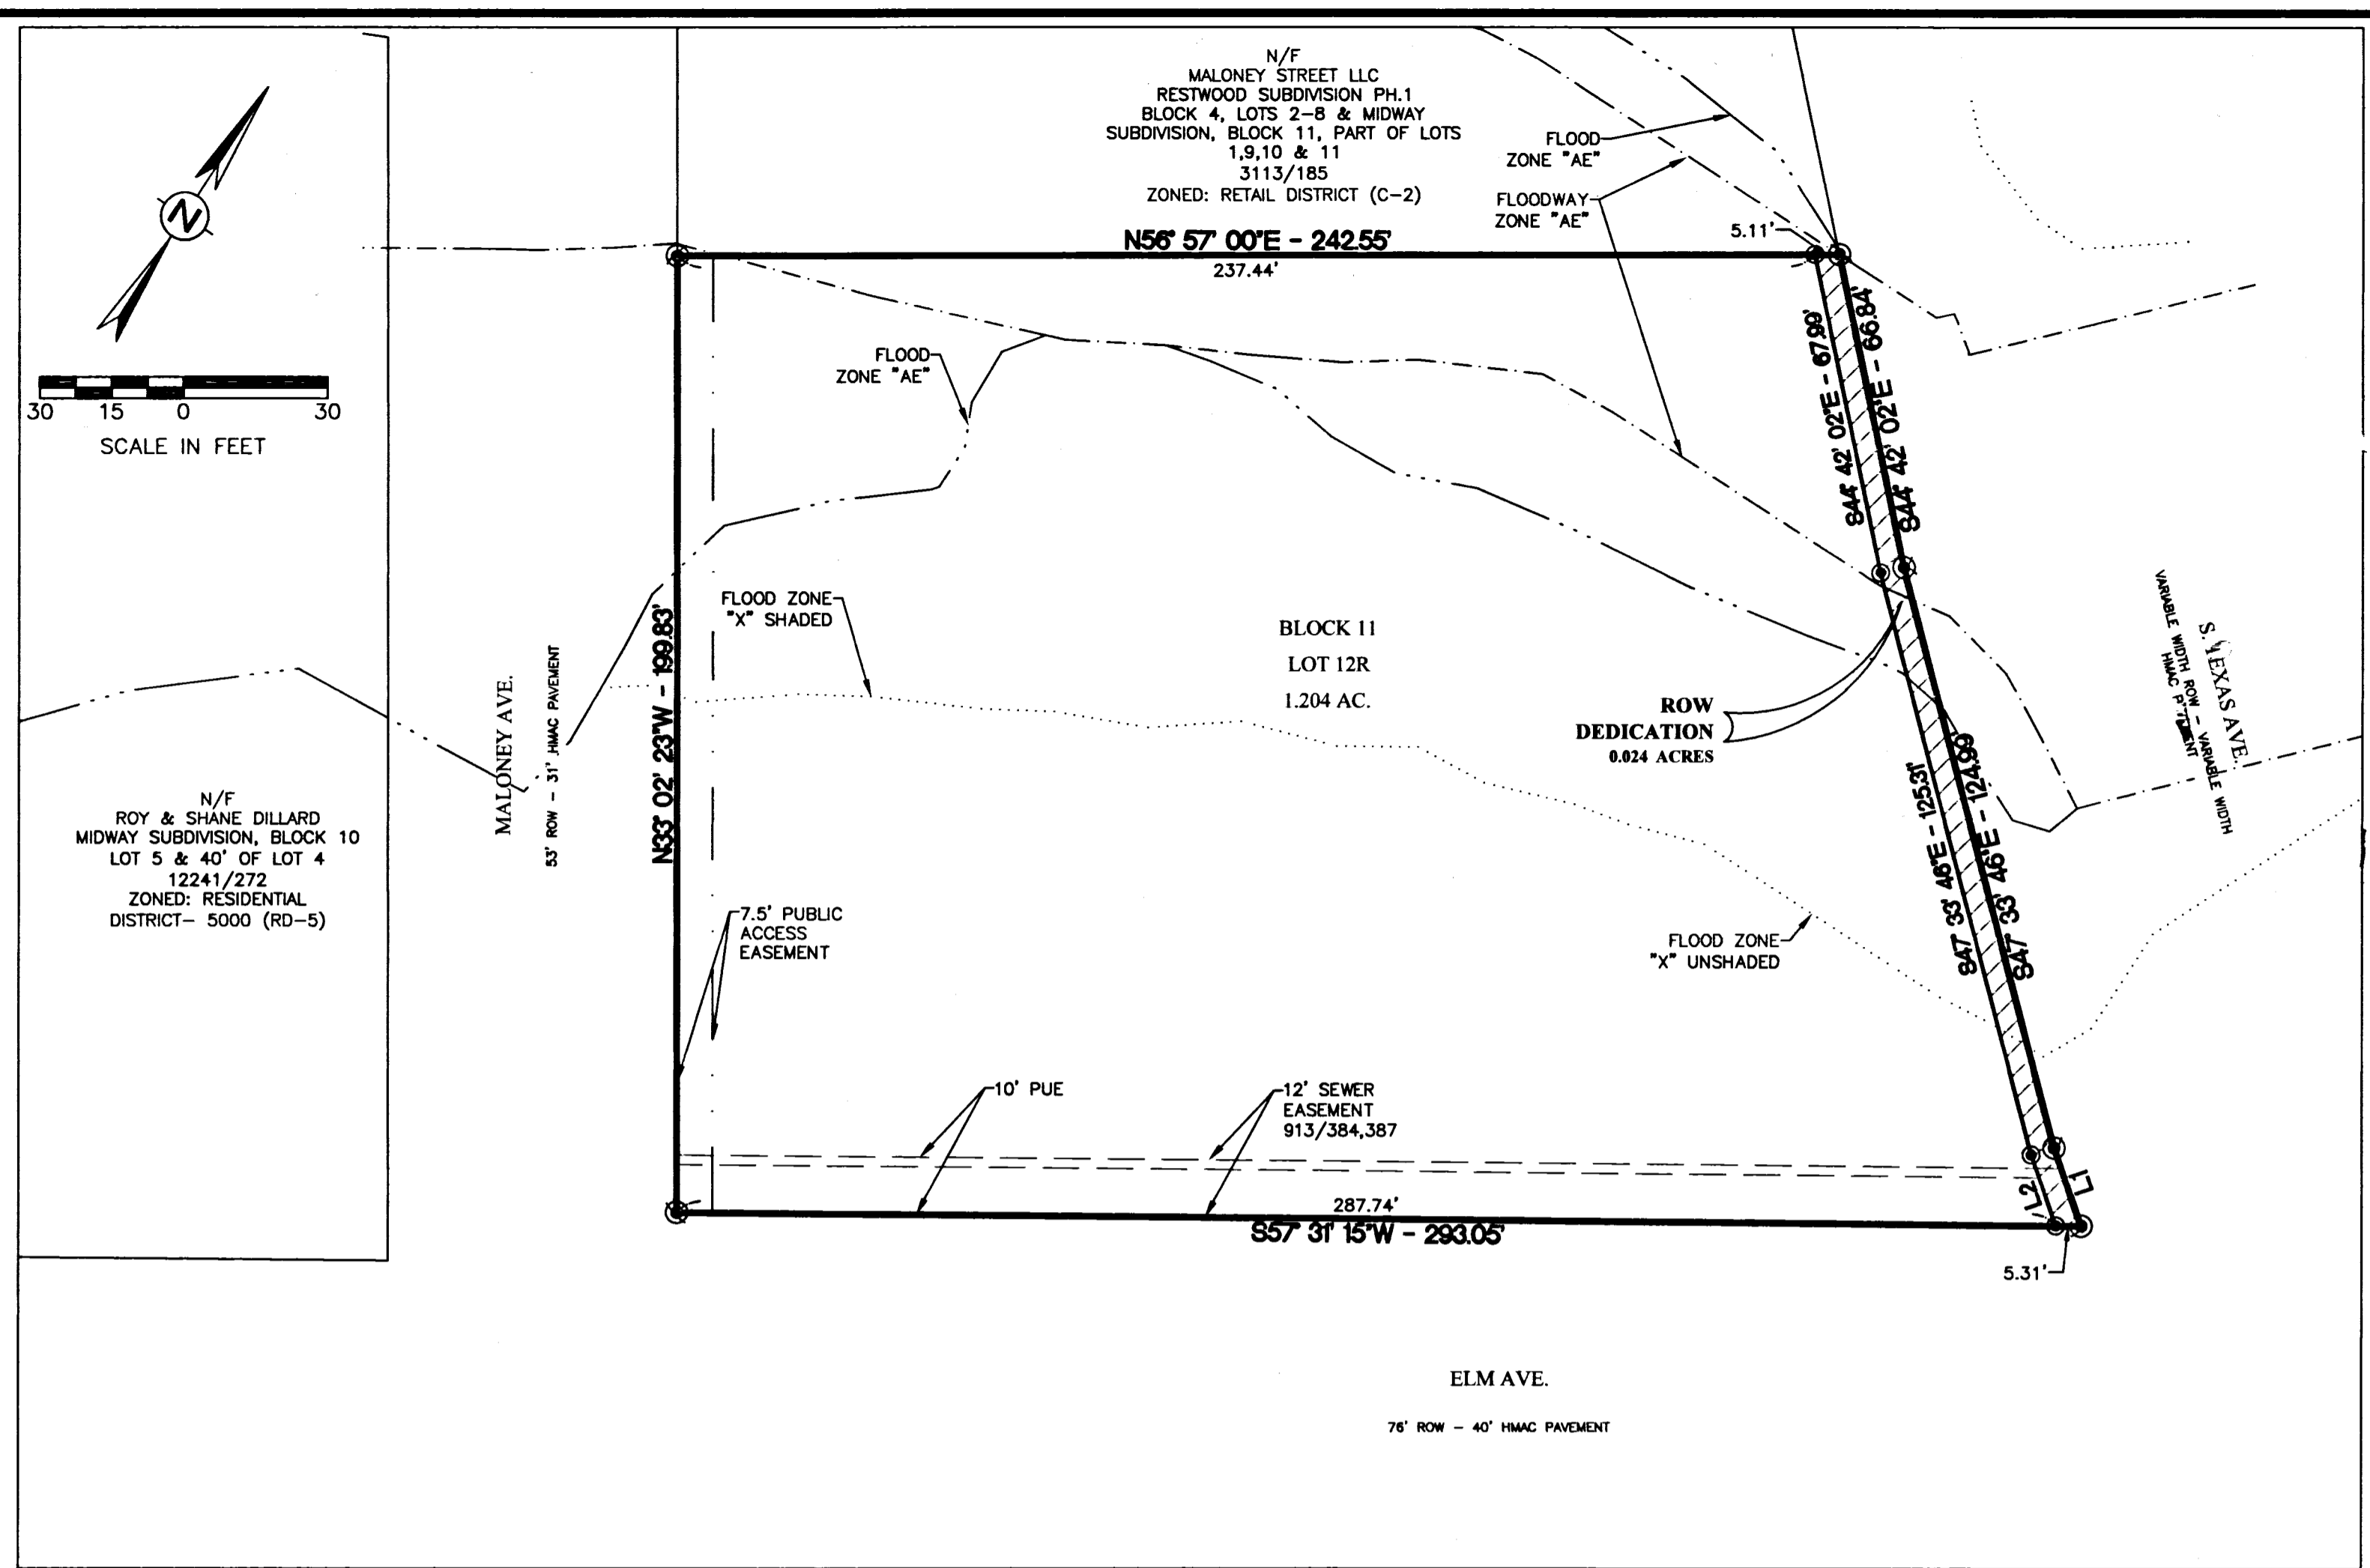 N/F
MALONEY STREET LLC
RESTWOOD SUBDIVISION PH.1
BLOCK 4, LOTS 2-8 & MIDWAY
SUBDIVISION, BLOCK 11, PART OF LOTS
1,9,10 & 11
3113/185
ZONED: RETAIL DISTRICT (C-2)
FLOOD
ZONE "AE"
FLOODWAY
ZONE "AE"
N
30 15 0 30
SCALE IN FEET
N56° 57' 00"E - 242.55'
237.44'
5.11'
S44° 42' 02"E - 67.99'
S44° 42' 02"E - 66.84'
FLOOD
ZONE "AE"
FLOOD ZONE
"X" SHADED
BLOCK 11
LOT 12R
1.204 AC.
ROW
DEDICATION
0.024 ACRES
S. TEXAS AVE.
VARIABLE WIDTH ROW - VARIABLE WIDTH
HMAC
N33° 02' 23"W - 199.83'
MALONEY AVE.
53' ROW - 31' HMAC PAVEMENT
N/F
ROY & SHANE DILLARD
MIDWAY SUBDIVISION, BLOCK 10
LOT 5 & 40' OF LOT 4
12241/272
ZONED: RESIDENTIAL
DISTRICT- 5000 (RD-5)
S47° 33' 46"E - 125.31'
S47° 33' 46"E - 124.99'
7.5' PUBLIC
ACCESS
EASEMENT
FLOOD ZONE
"X" UNSHADED
10' PUE
12' SEWER
EASEMENT
913/384,387
L2
L1
287.74'
S57° 31' 15"W - 293.05'
5.31'
ELM AVE.
76' ROW - 40' HMAC PAVEMENT